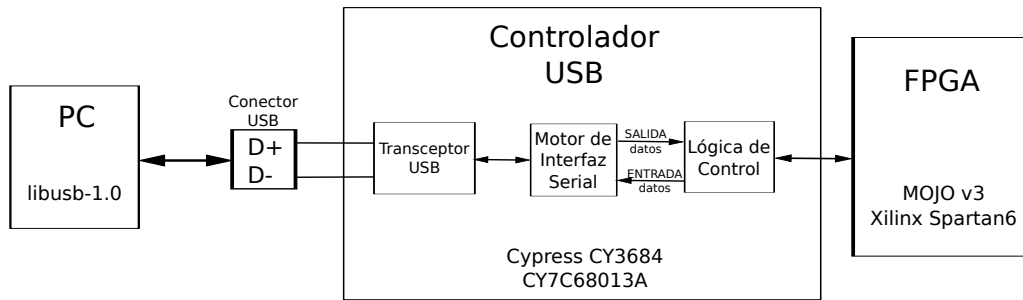 PC
libusb-1.0
Conector
USB
D+
D-
Controlador
USB
Transceptor
USB
Motor de
Interfaz
Serial
SALIDA
datos
ENTRADA
datos
Lógica de
Control
Cypress CY3684
CY7C68013A
FPGA
MOJO v3
Xilinx Spartan6